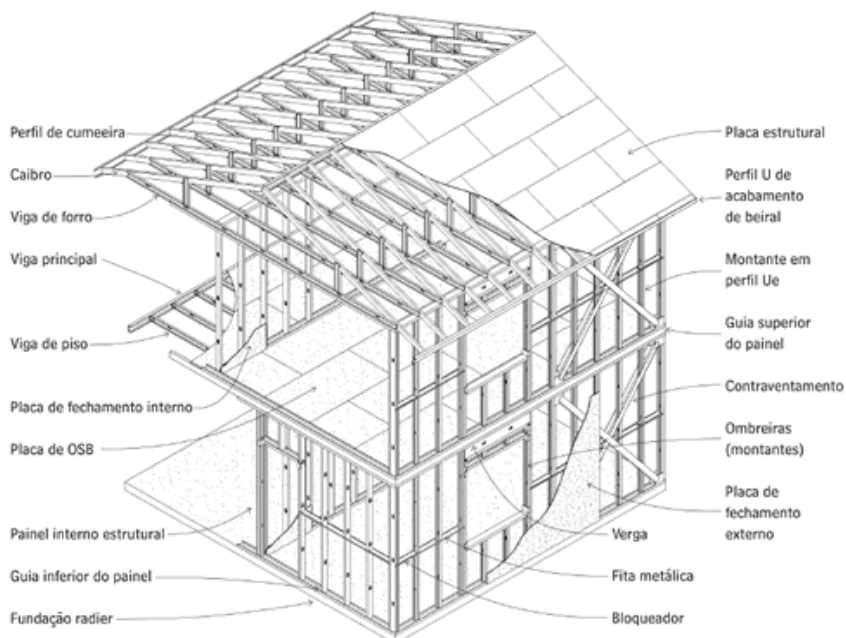 Perfil de cumeeira
Caibro
Viga de forro
Viga principal
Viga de piso
Placa de fechamento interno
Placa de OSB
Painel interno estrutural
Guia inferior do painel
Fundação radier
Placa estrutural
Perfil U de
acabamento
de beiral
Montante em
perfil Ue
Guia superior
do painel
Contraventamento
Ombreiras
(montantes)
Placa de
fechamento
externo
Verga
Fita metálica
Bloqueador